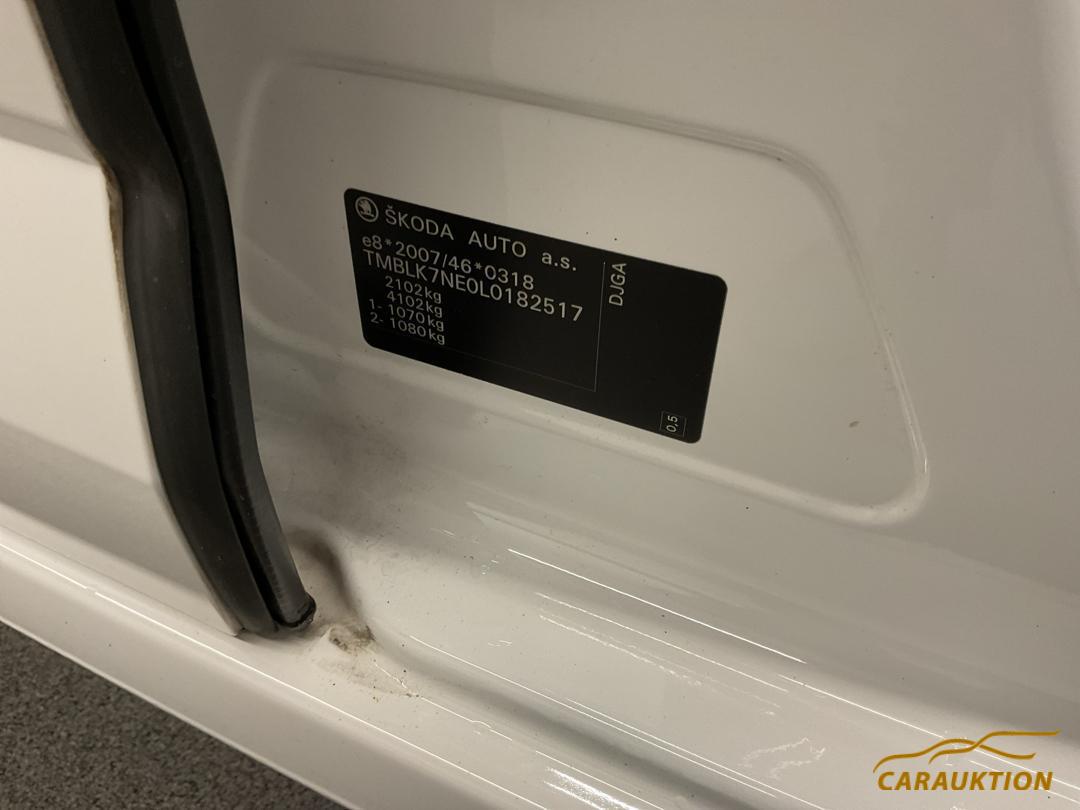 ŠKODA AUTO a.s.
e8*2007/46*0318
TMBLK7NE0L0182517
2102kg
4102kg
1- 1070kg
2- 1080kg
DJGA
0,5
CARAUKTION